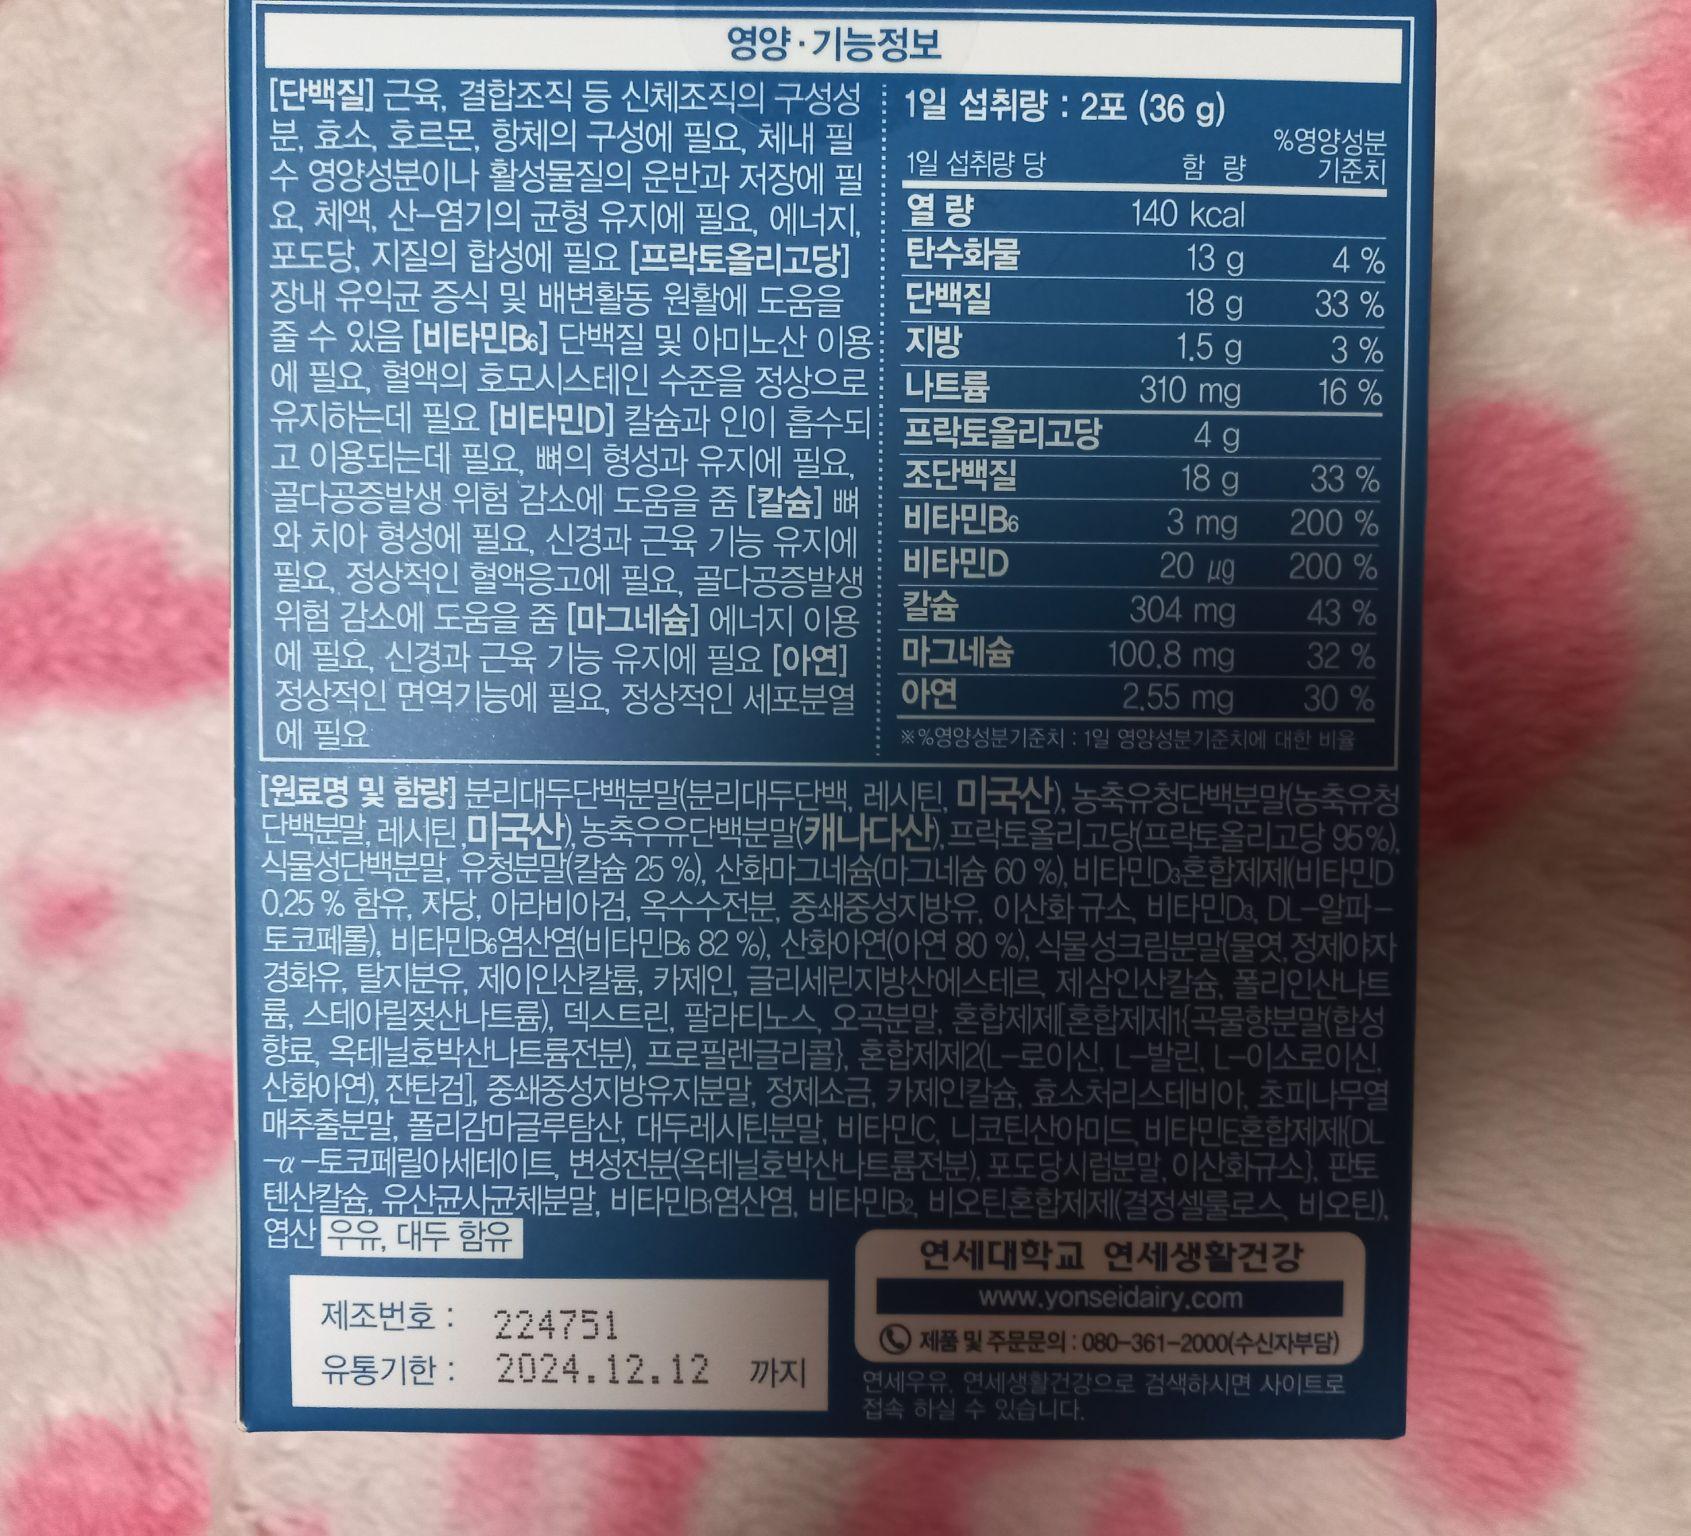 영양·기능정보
[단백질] 근육, 결합조직 등 신체조직의 구성성
분, 효소, 호르몬, 항체의 구성에 필요, 체내 필
수 영양성분이나 활성물질의 운반과 저장에 필
요, 체액, 산-염기의 균형 유지에 필요, 에너지,
포도당, 지질의 합성에 필요 [프락토올리고당]
장내 유익균 증식 및 배변활동 원활에 도움을
줄 수 있음 [비타민B6] 단백질 및 아미노산 이용
에 필요, 혈액의 호모시스테인 수준을 정상으로
유지하는데 필요 [비타민D] 칼슘과 인이 흡수되
고 이용되는데 필요, 뼈의 형성과 유지에 필요,
골다공증발생 위험 감소에 도움을 줌 [칼슘] 뼈
와 치아 형성에 필요, 신경과 근육 기능 유지에
필요, 정상적인 혈액응고에 필요, 골다공증발생
위험 감소에 도움을 줌 [마그네슘] 에너지 이용
에 필요, 신경과 근육 기능 유지에 필요 [아연]
정상적인 면역기능에 필요, 정상적인 세포분열
에 필요
1일 섭취량 : 2포 (36 g)
1일 섭취량 당 함 량 %영양성분
기준치
열 량 140 kcal
탄수화물 13 g 4 %
단백질 18 g 33 %
지방 1.5 g 3 %
나트륨 310 mg 16 %
프락토올리고당 4 g
조단백질 18 g 33 %
비타민B6 3 mg 200 %
비타민D 20 μg 200 %
칼슘 304 mg 43 %
마그네슘 100.8 mg 32 %
아연 2.55 mg 30 %
※%영양성분기준치 : 1일 영양성분기준치에 대한 비율
[원료명 및 함량] 분리대두단백분말(분리대두단백, 레시틴, 미국산), 농축유청단백분말(농축유청
단백분말, 레시틴,미국산), 농축우유단백분말(캐나다산), 프락토올리고당(프락토올리고당 95%),
식물성단백분말, 유청분말(칼슘 25 %), 산화마그네슘(마그네슘 60 %), 비타민D3혼합제제(비타민D
0.25 % 함유, 자당, 아라비아검, 옥수수전분, 중쇄중성지방유, 이산화규소, 비타민D3, DL-알파-
토코페롤), 비타민B6염산염(비타민B6 82 %), 산화아연(아연 80 %), 식물성크림분말(물엿, 정제야자
경화유, 탈지분유, 제이인산칼륨, 카제인, 글리세린지방산에스테르, 제삼인산칼슘, 폴리인산나트
륨, 스테아릴젖산나트륨), 덱스트린, 팔라티노스, 오곡분말, 혼합제제[혼합제제1{곡물향분말(합성
향료, 옥테닐호박산나트륨전분), 프로필렌글리콜}, 혼합제제2(L-로이신, L-발린, L-이소로이신,
산화아연), 잔탄검], 중쇄중성지방유지분말, 정제소금, 카제인칼슘, 효소처리스테비아, 초피나무열
매추출분말, 폴리감마글루탐산, 대두레시틴분말, 비타민C, 니코틴산아미드, 비타민E혼합제제{DL
-α-토코페릴아세테이트, 변성전분(옥테닐호박산나트륨전분), 포도당시럽분말, 이산화규소}, 판토
텐산칼슘, 유산균사균체분말, 비타민B1염산염, 비타민B2, 비오틴혼합제제(결정셀룰로스, 비오틴),
엽산 우유, 대두 함유
제조번호 : 224751
유통기한 : 2024.12.12 까지
연세대학교 연세생활건강
www.yonseidairy.com
제품 및 주문문의 : 080-361-2000(수신자부담)
연세우유, 연세생활건강으로 검색하시면 사이트로
접속 하실 수 있습니다.